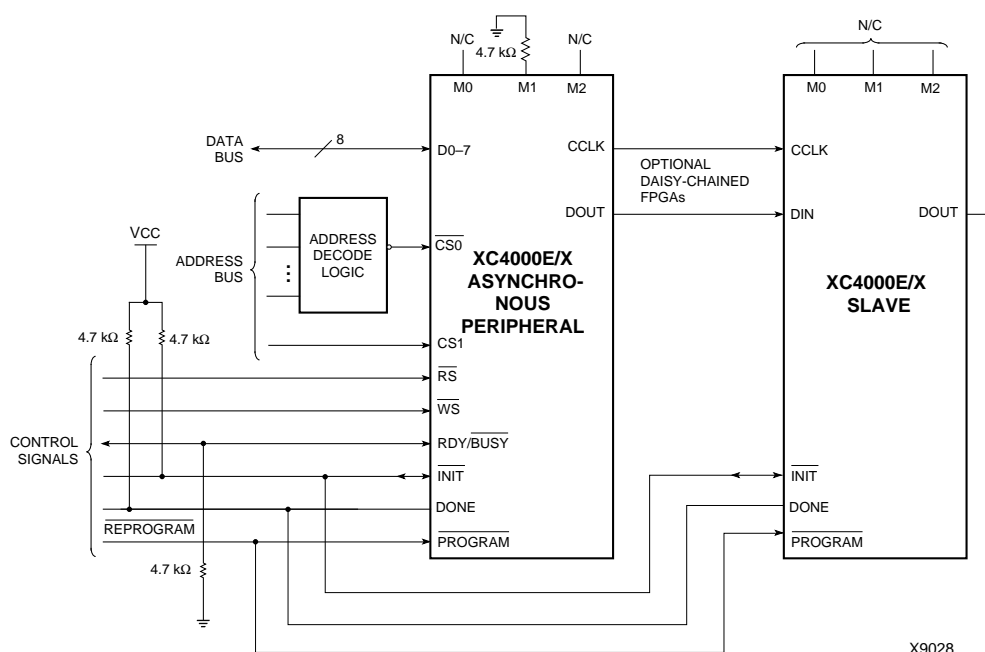 N/C
4.7 kΩ
N/C
N/C
M0
M1
M2
M0
M1
M2
DATA
BUS
8
D0–7
CCLK
CCLK
OPTIONAL
DAISY-CHAINED
FPGAs
DOUT
DIN
DOUT
VCC
ADDRESS
BUS
ADDRESS
DECODE
LOGIC
CS0
XC4000E/X
ASYNCHRO-
NOUS
PERIPHERAL
XC4000E/X
SLAVE
4.7 kΩ
4.7 kΩ
CS1
RS
WS
CONTROL
SIGNALS
RDY/BUSY
INIT
INIT
DONE
DONE
REPROGRAM
PROGRAM
PROGRAM
4.7 kΩ
X9028